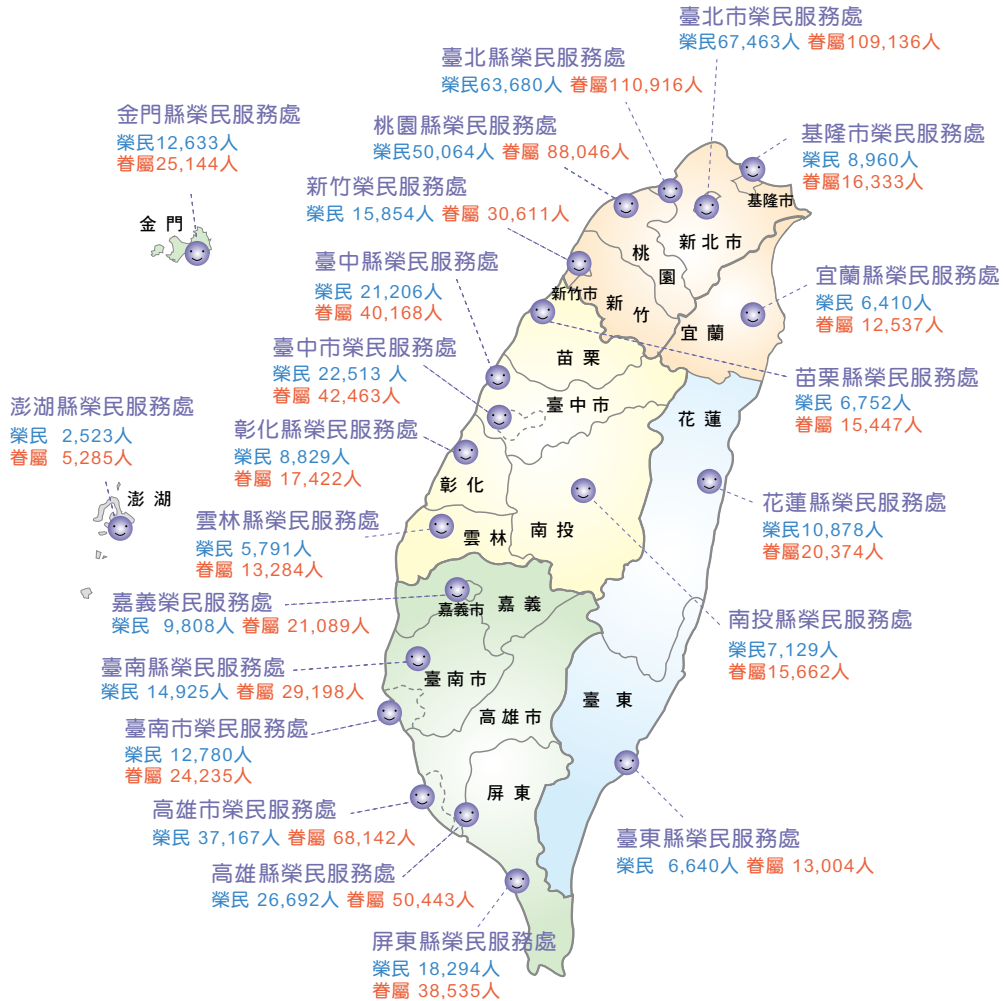 臺北市榮民服務處
榮民67,463人 眷屬109,136人
臺北縣榮民服務處
榮民63,680人 眷屬110,916人
金門縣榮民服務處
榮民12,633人
眷屬25,144人
桃園縣榮民服務處
榮民50,064人 眷屬 88,046人
基隆市榮民服務處
榮民 8,960人
眷屬16,333人
新竹榮民服務處
榮民 15,854人 眷屬 30,611人
基隆市
金門
新北市
桃園
臺中縣榮民服務處
榮民 21,206人
眷屬 40,168人
宜蘭縣榮民服務處
榮民 6,410人
眷屬 12,537人
新竹市
新竹
宜蘭
臺中市榮民服務處
榮民 22,513 人
眷屬 42,463人
苗栗
苗栗縣榮民服務處
榮民 6,752人
眷屬 15,447人
臺中市
花蓮
澎湖縣榮民服務處
榮民 2,523人
眷屬 5,285人
彰化縣榮民服務處
榮民 8,829人
眷屬 17,422人
彰化
澎湖
花蓮縣榮民服務處
榮民10,878人
眷屬20,374人
雲林縣榮民服務處
榮民 5,791人
眷屬 13,284人
雲林
南投
嘉義榮民服務處
榮民 9,808人 眷屬 21,089人
嘉義市
嘉義
南投縣榮民服務處
榮民7,129人
眷屬15,662人
臺南縣榮民服務處
榮民 14,925人 眷屬 29,198人
臺南市
臺東
高雄市
臺南市榮民服務處
榮民 12,780人
眷屬 24,235人
屏東
高雄市榮民服務處
榮民 37,167人 眷屬 68,142人
臺東縣榮民服務處
榮民 6,640人 眷屬 13,004人
高雄縣榮民服務處
榮民 26,692人 眷屬 50,443人
屏東縣榮民服務處
榮民 18,294人
眷屬 38,535人